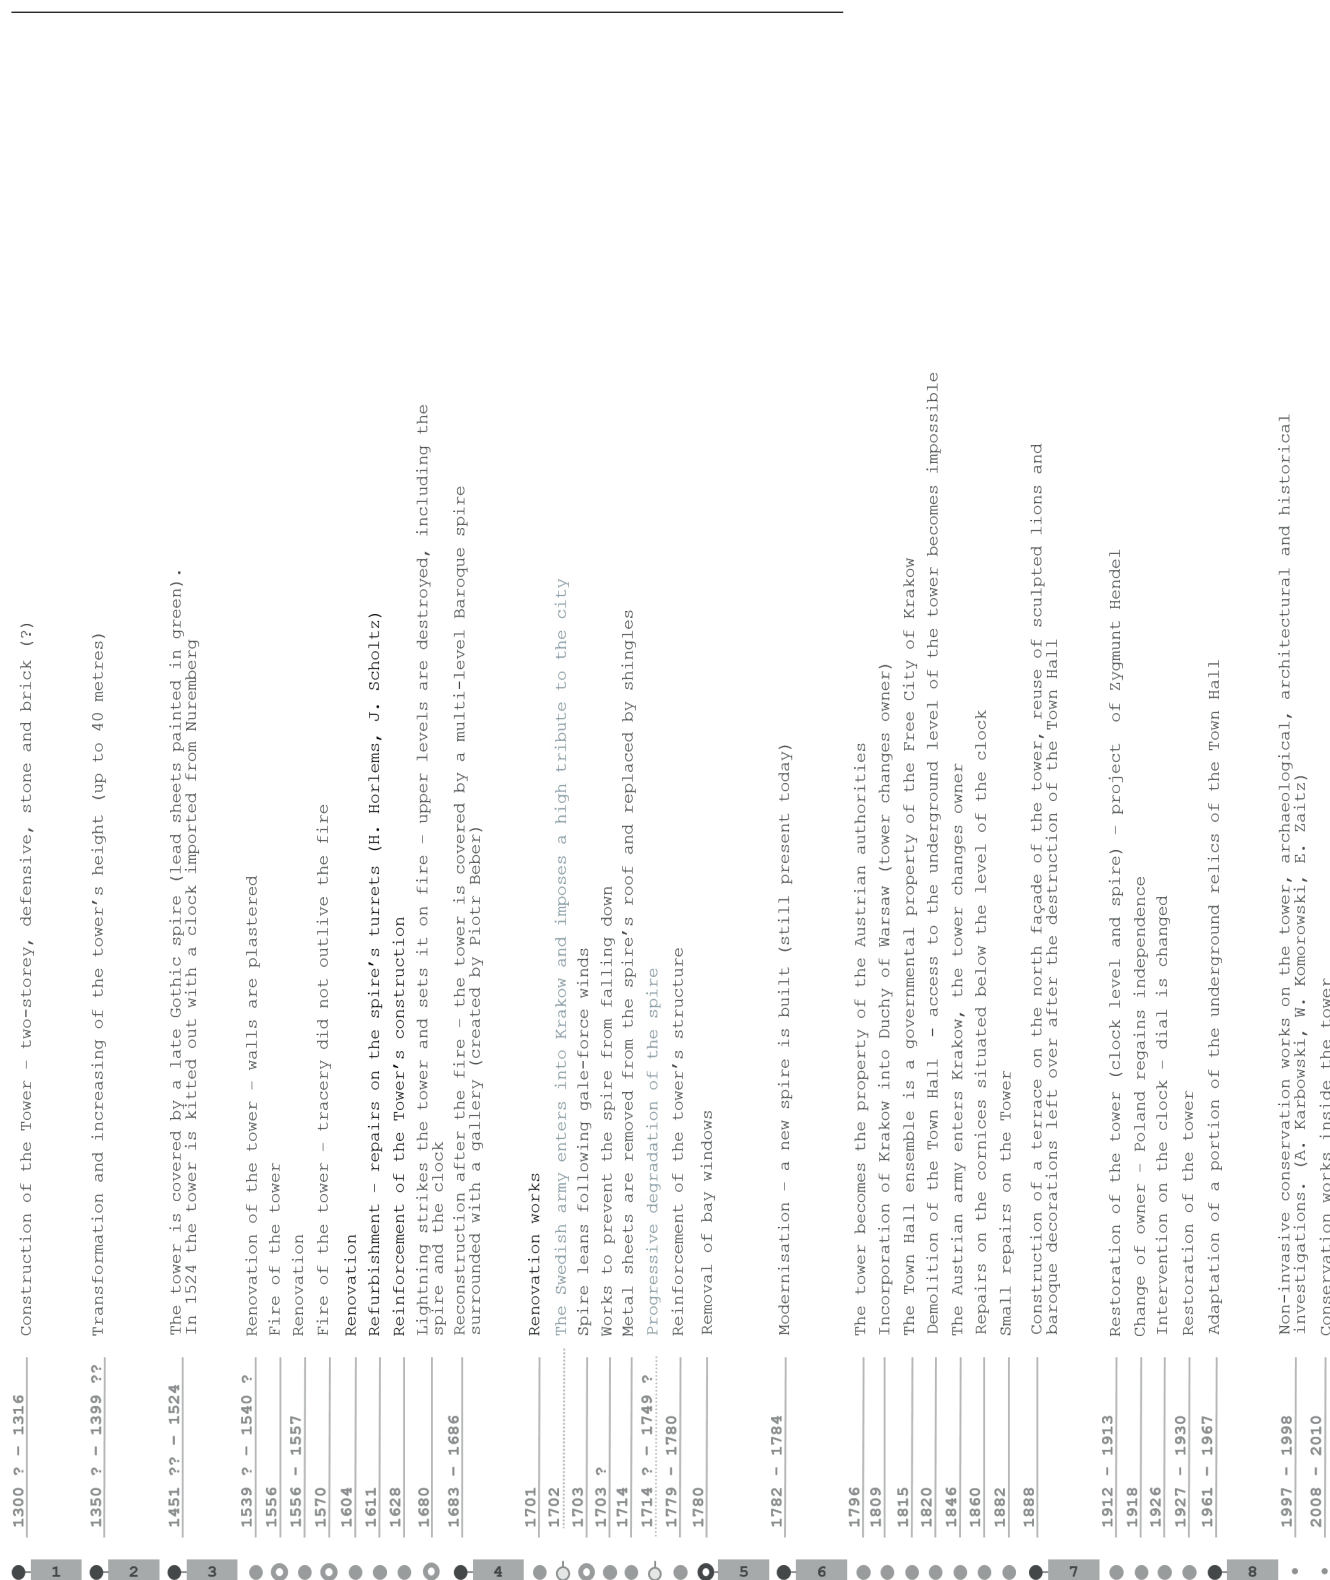 1300 ? – 1316 Construction of the Tower – two-storey, defensive, stone and brick (?)
1350 ? – 1399 ?? Transformation and increasing of the tower’s height (up to 40 metres)
1451 ?? – 1524 The tower is covered by a late Gothic spire (lead sheets painted in green).
In 1524 the tower is kitted out with a clock imported from Nuremberg
1539 ? – 1540 ? Renovation of the tower – walls are plastered
1556 Fire of the tower
1556 – 1557 Renovation
1570 Fire of the tower – tracery did not outlive the fire
1604 Renovation
1611 Refurbishment – repairs on the spire’s turrets (H. Horlems, J. Scholtz)
1628 Reinforcement of the Tower’s construction
1680 Lightning strikes the tower and sets it on fire – upper levels are destroyed, including the
spire and the clock
1683 – 1686 Reconstruction after the fire – the tower is covered by a multi-level Baroque spire
surrounded with a gallery (created by Piotr Beber)
1701 Renovation works
1702 The Swedish army enters into Krakow and imposes a high tribute to the city
1703 Spire leans following gale-force winds
1703 ? Works to prevent the spire from falling down
1714 Metal sheets are removed from the spire’s roof and replaced by shingles
1714 ? – 1749 ? Progressive degradation of the spire
1779 – 1780 Reinforcement of the tower’s structure
1780 Removal of bay windows
1782 – 1784 Modernisation – a new spire is built (still present today)
1796 The tower becomes the property of the Austrian authorities
1809 Incorporation of Krakow into Duchy of Warsaw (tower changes owner)
1815 The Town Hall ensemble is a governmental property of the Free City of Krakow
1820 Demolition of the Town Hall – access to the underground level of the tower becomes impossible
1846 The Austrian army enters Krakow, the tower changes owner
1860 Repairs on the cornices situated below the level of the clock
1882 Small repairs on the Tower
1888 Construction of a terrace on the north façade of the tower, reuse of sculpted lions and
baroque decorations left over after the destruction of the Town Hall
1912 – 1913 Restoration of the tower (clock level and spire) – project of Zygmunt Hendel
1918 Change of owner – Poland regains independence
1926 Intervention on the clock – dial is changed
1927 – 1930 Restoration of the tower
1961 – 1967 Adaptation of a portion of the underground relics of the Town Hall
1997 – 1998 Non-invasive conservation works on the tower, archaeological, architectural and historical
investigations. (A. Karbowski, W. Komorowski, E. Zaitz)
2008 – 2010 Conservation works inside the tower
1 2 3 4 5 6 7 8